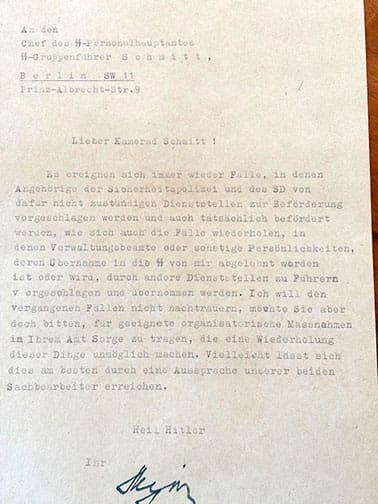 An den
Chef des ᛋᛋ-Personalhauptamtes
ᛋᛋ-Gruppenführer S c h m i t t ,
B e r l i n  SW 11
Prinz-Albrecht-Str.9
Lieber Kamerad Schmitt !
Es ereignen sich immer wieder Fälle, in denen
Angehörige der Sicherheitspolizei und des SD von
dafür nicht zuständigen Dienststellen zur Beförderung
vorgeschlagen werden und auch tatsächlich befördert
werden, wie sich auch die Fälle wiederholen, in
denen Verwaltungsbeamte oder sonstige Persönlichkeiten,
deren Übernahme in die ᛋᛋ von mir abgelehnt worden
ist oder wird, durch andere Dienststellen zu Führern
v orgeschlagen und übernommen werden. Ich will den
vergangenen Fällen nicht nachtrauern, möchte Sie aber
doch bitten, für geeignete organisatorische Massnahmen
in Ihrem Amt Sorge zu tragen, die eine Wiederholung
dieser Dinge unmöglich machen. Vielleicht lässt sich
dies am besten durch eine Aussprache unserer beiden
Sachbearbeiter erreichen.
Heil Hitler
Ihr